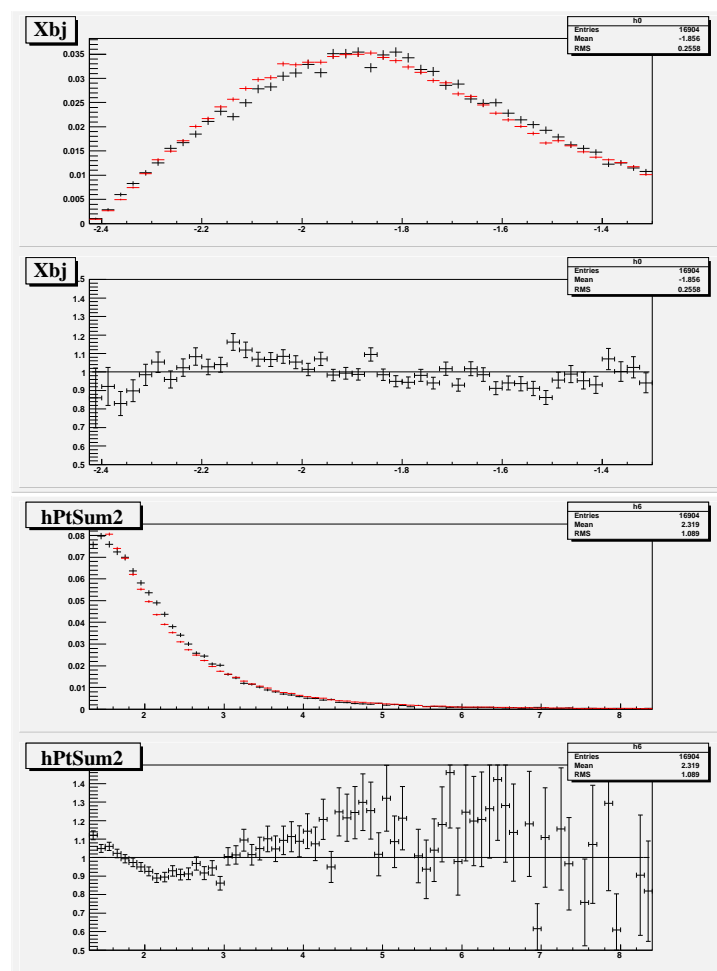 Xbj
h0
Entries 16904
Mean -1.856
RMS 0.2558
0.035
0.03
0.025
0.02
0.015
0.01
0.005
0
-2.4 -2.2 -2 -1.8 -1.6 -1.4
Xbj
h0
Entries 16904
Mean -1.856
RMS 0.2558
1.4
1.3
1.2
1.1
1
0.9
0.8
0.7
0.6
0.5
-2.4 -2.2 -2 -1.8 -1.6 -1.4
hPtSum2
h6
Entries 16904
Mean 2.319
RMS 1.089
0.08
0.07
0.06
0.05
0.04
0.03
0.02
0.01
0
2 3 4 5 6 7 8
hPtSum2
h6
Entries 16904
Mean 2.319
RMS 1.089
1.4
1.3
1.2
1.1
1
0.9
0.8
0.7
0.6
0.5
2 3 4 5 6 7 8